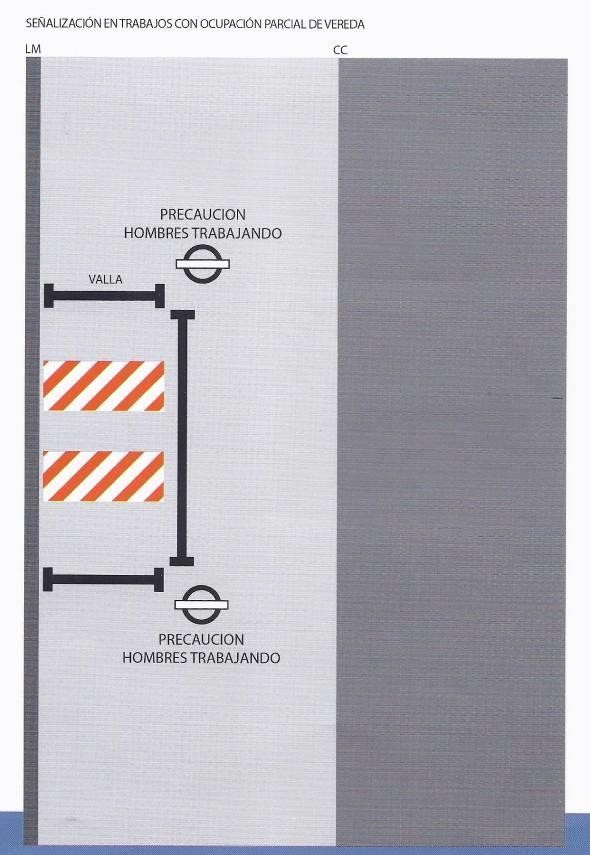 SEÑALIZACIÓN EN TRABAJOS CON OCUPACIÓN PARCIAL DE VEREDA
LM CC
PRECAUCION
HOMBRES TRABAJANDO
VALLA
PRECAUCION
HOMBRES TRABAJANDO